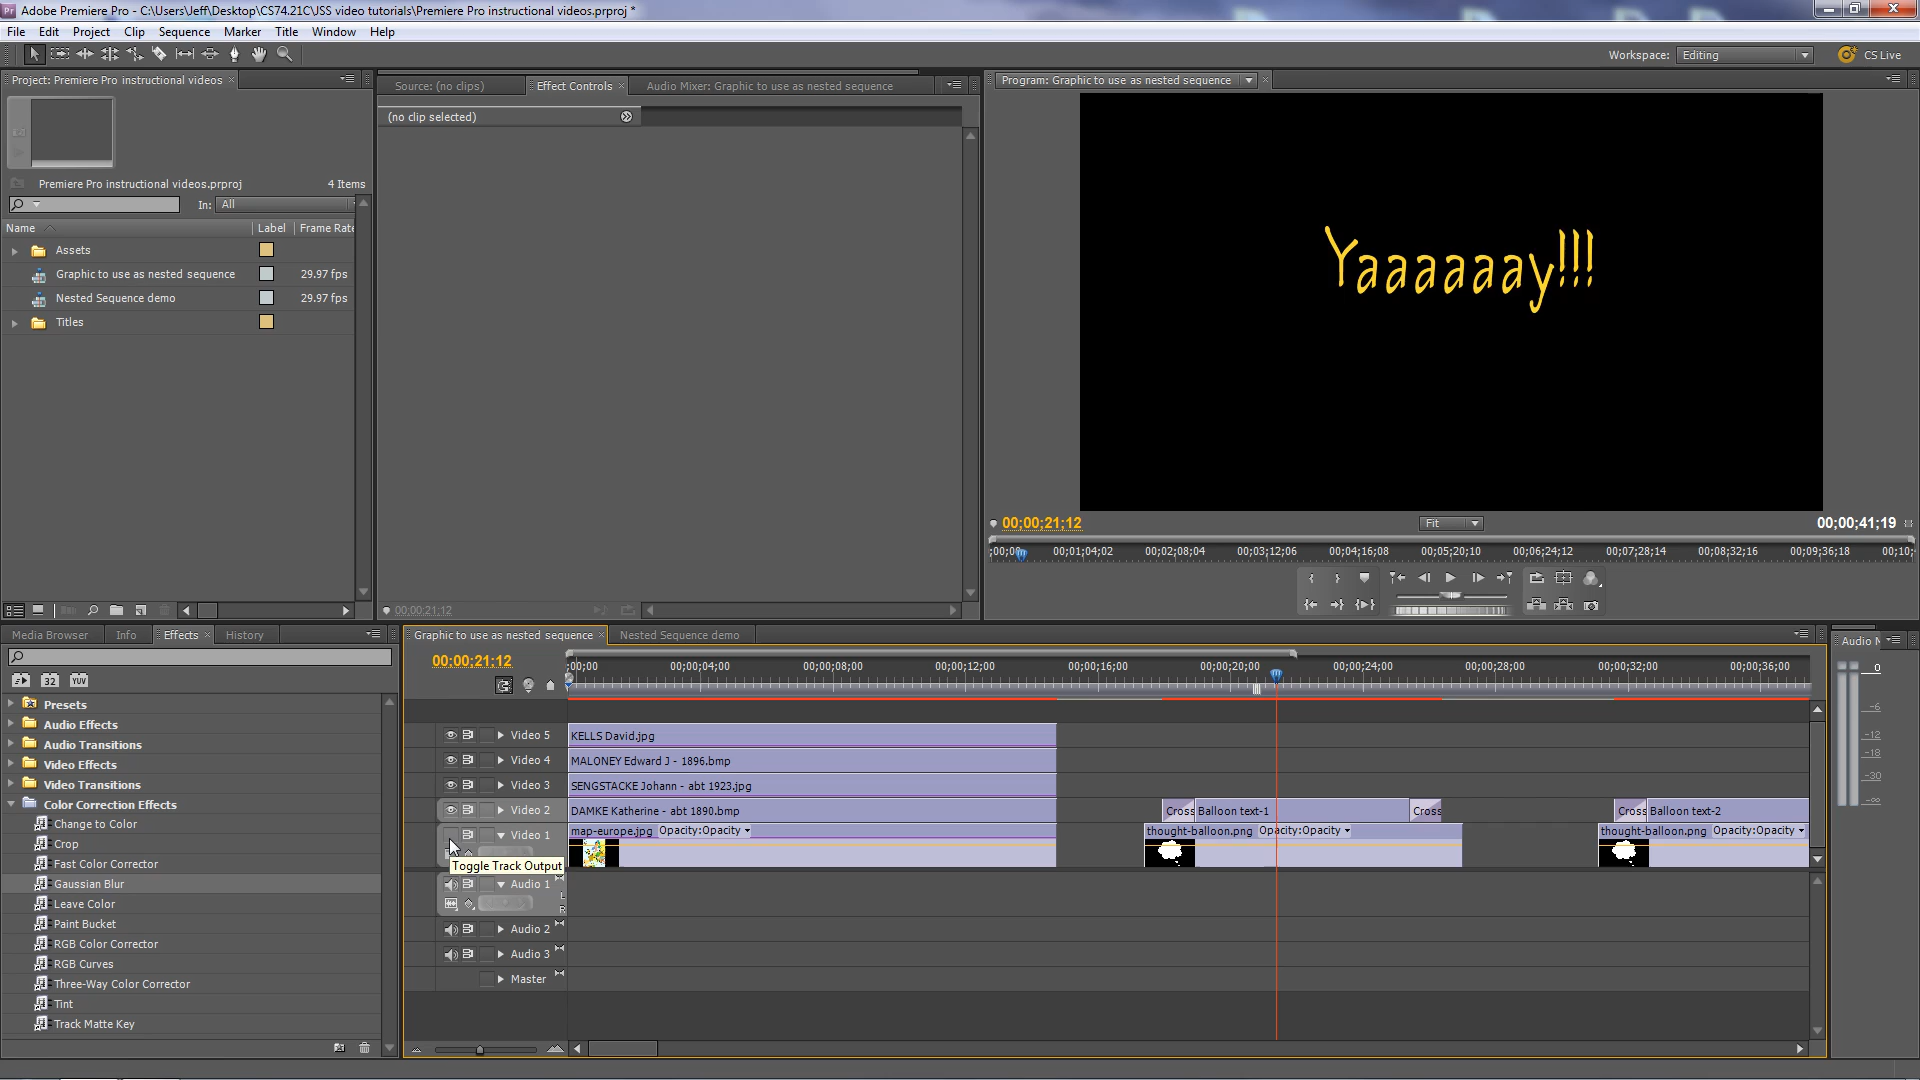 Adobe Premiere Pro - C:\Users\Jeff\Desktop\CS74.21C\JSS video tutorials\Premiere Pro instructional videos.prproj *
File Edit Project Clip Sequence Marker Title Window Help
Workspace: Editing CS Live
Project: Premiere Pro instructional videos
Premiere Pro instructional videos.prproj 4 Items
In: All
Name Label Frame Rate
Assets
Graphic to use as nested sequence 29.97 fps
Nested Sequence demo 29.97 fps
Titles
Source: (no clips) Effect Controls Audio Mixer: Graphic to use as nested sequence
(no clip selected)
00;00;21;12
Program: Graphic to use as nested sequence
Yaaaaaay!!!
00;00;21;12 Fit 00;00;41;19
;00;00 00;01;04;02 00;02;08;04 00;03;12;06 00;04;16;08 00;05;20;10 00;06;24;12 00;07;28;14 00;08;32;16 00;09;36;18 00;10;
Media Browser Info Effects History
32 YUV
Presets
Audio Effects
Audio Transitions
Video Effects
Video Transitions
Color Correction Effects
Change to Color
Crop
Fast Color Corrector
Gaussian Blur
Leave Color
Paint Bucket
RGB Color Corrector
RGB Curves
Three-Way Color Corrector
Tint
Track Matte Key
Graphic to use as nested sequence Nested Sequence demo
00;00;21;12
;00;00 00;00;04;00 00;00;08;00 00;00;12;00 00;00;16;00 00;00;20;00 00;00;24;00 00;00;28;00 00;00;32;00 00;00;36;00
Video 5 KELLS David.jpg
Video 4 MALONEY Edward J - 1896.bmp
Video 3 SENGSTACKE Johann - abt 1923.jpg
Video 2 DAMKE Katherine - abt 1890.bmp Cross Balloon text-1 Cross Cross Balloon text-2
Video 1 map-europe.jpg Opacity:Opacity thought-balloon.png Opacity:Opacity thought-balloon.png Opacity:Opacity
Toggle Track Output
Audio 1
L
R
Audio 2
Audio 3
Master
Audio M
0
-6
-12
-18
-30
-∞